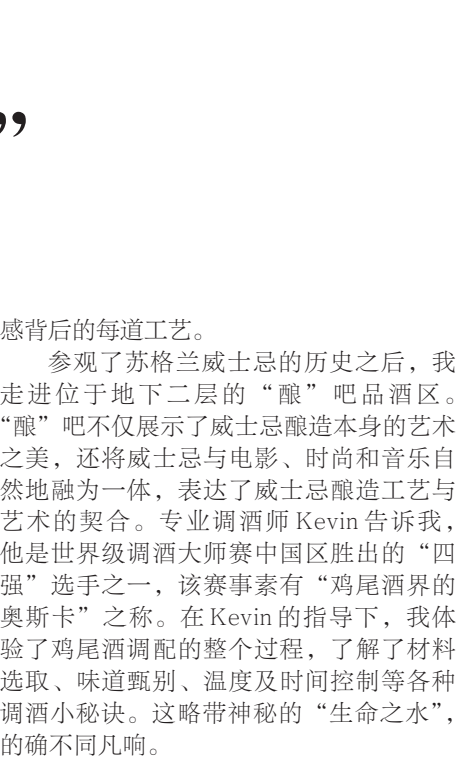 ”
感背后的每道工艺。
参观了苏格兰威士忌的历史之后，我
走进位于地下二层的“酿”吧品酒区。
“酿”吧不仅展示了威士忌酿造本身的艺术
之美，还将威士忌与电影、时尚和音乐自
然地融为一体，表达了威士忌酿造工艺与
艺术的契合。专业调酒师 Kevin 告诉我，
他是世界级调酒大师赛中国区胜出的“四
强”选手之一，该赛事素有“鸡尾酒界的
奥斯卡”之称。在 Kevin 的指导下，我体
验了鸡尾酒调配的整个过程，了解了材料
选取、味道甄别、温度及时间控制等各种
调酒小秘诀。这略带神秘的“生命之水”，
的确不同凡响。